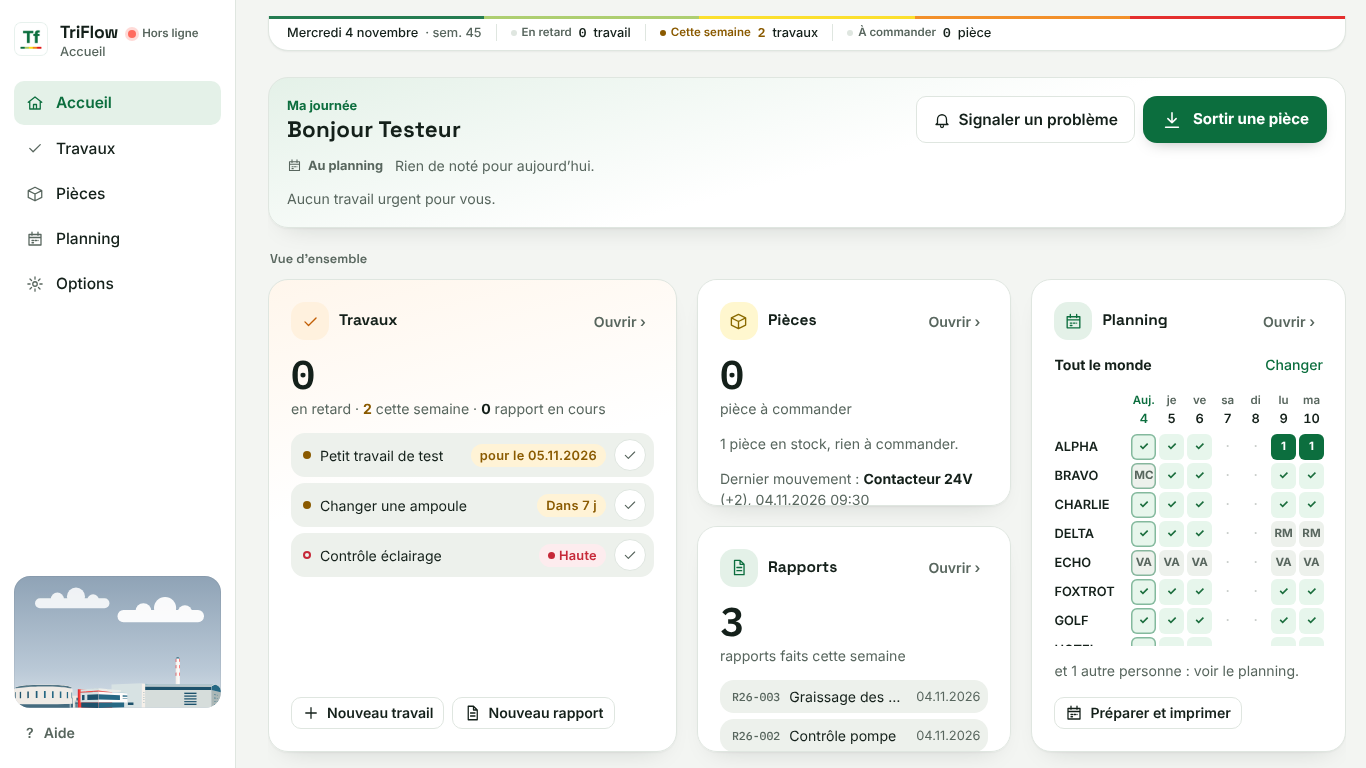 Tf TriFlow Hors ligne
Accueil
Accueil
Travaux
Pièces
Planning
Options
? Aide
Mercredi 4 novembre · sem. 45 En retard 0 travail Cette semaine 2 travaux À commander 0 pièce
Ma journée
Bonjour Testeur
Signaler un problème Sortir une pièce
Au planning Rien de noté pour aujourd’hui.
Aucun travail urgent pour vous.
Vue d’ensemble
Travaux Ouvrir ›
0
en retard · 2 cette semaine · 0 rapport en cours
Petit travail de test pour le 05.11.2026
Changer une ampoule Dans 7 j
Contrôle éclairage Haute
Nouveau travail Nouveau rapport
Pièces Ouvrir ›
0
pièce à commander
1 pièce en stock, rien à commander.
Dernier mouvement : Contacteur 24V
(+2), 04.11.2026 09:30
Rapports Ouvrir ›
3
rapports faits cette semaine
R26-003 Graissage des ... 04.11.2026
R26-002 Contrôle pompe 04.11.2026
Planning Ouvrir ›
Tout le monde Changer
Auj. je ve sa di lu ma
4 5 6 7 8 9 10
ALPHA 1 1
BRAVO MC
CHARLIE
DELTA RM RM
ECHO VA VA VA VA VA
FOXTROT
GOLF
et 1 autre personne : voir le planning.
Préparer et imprimer